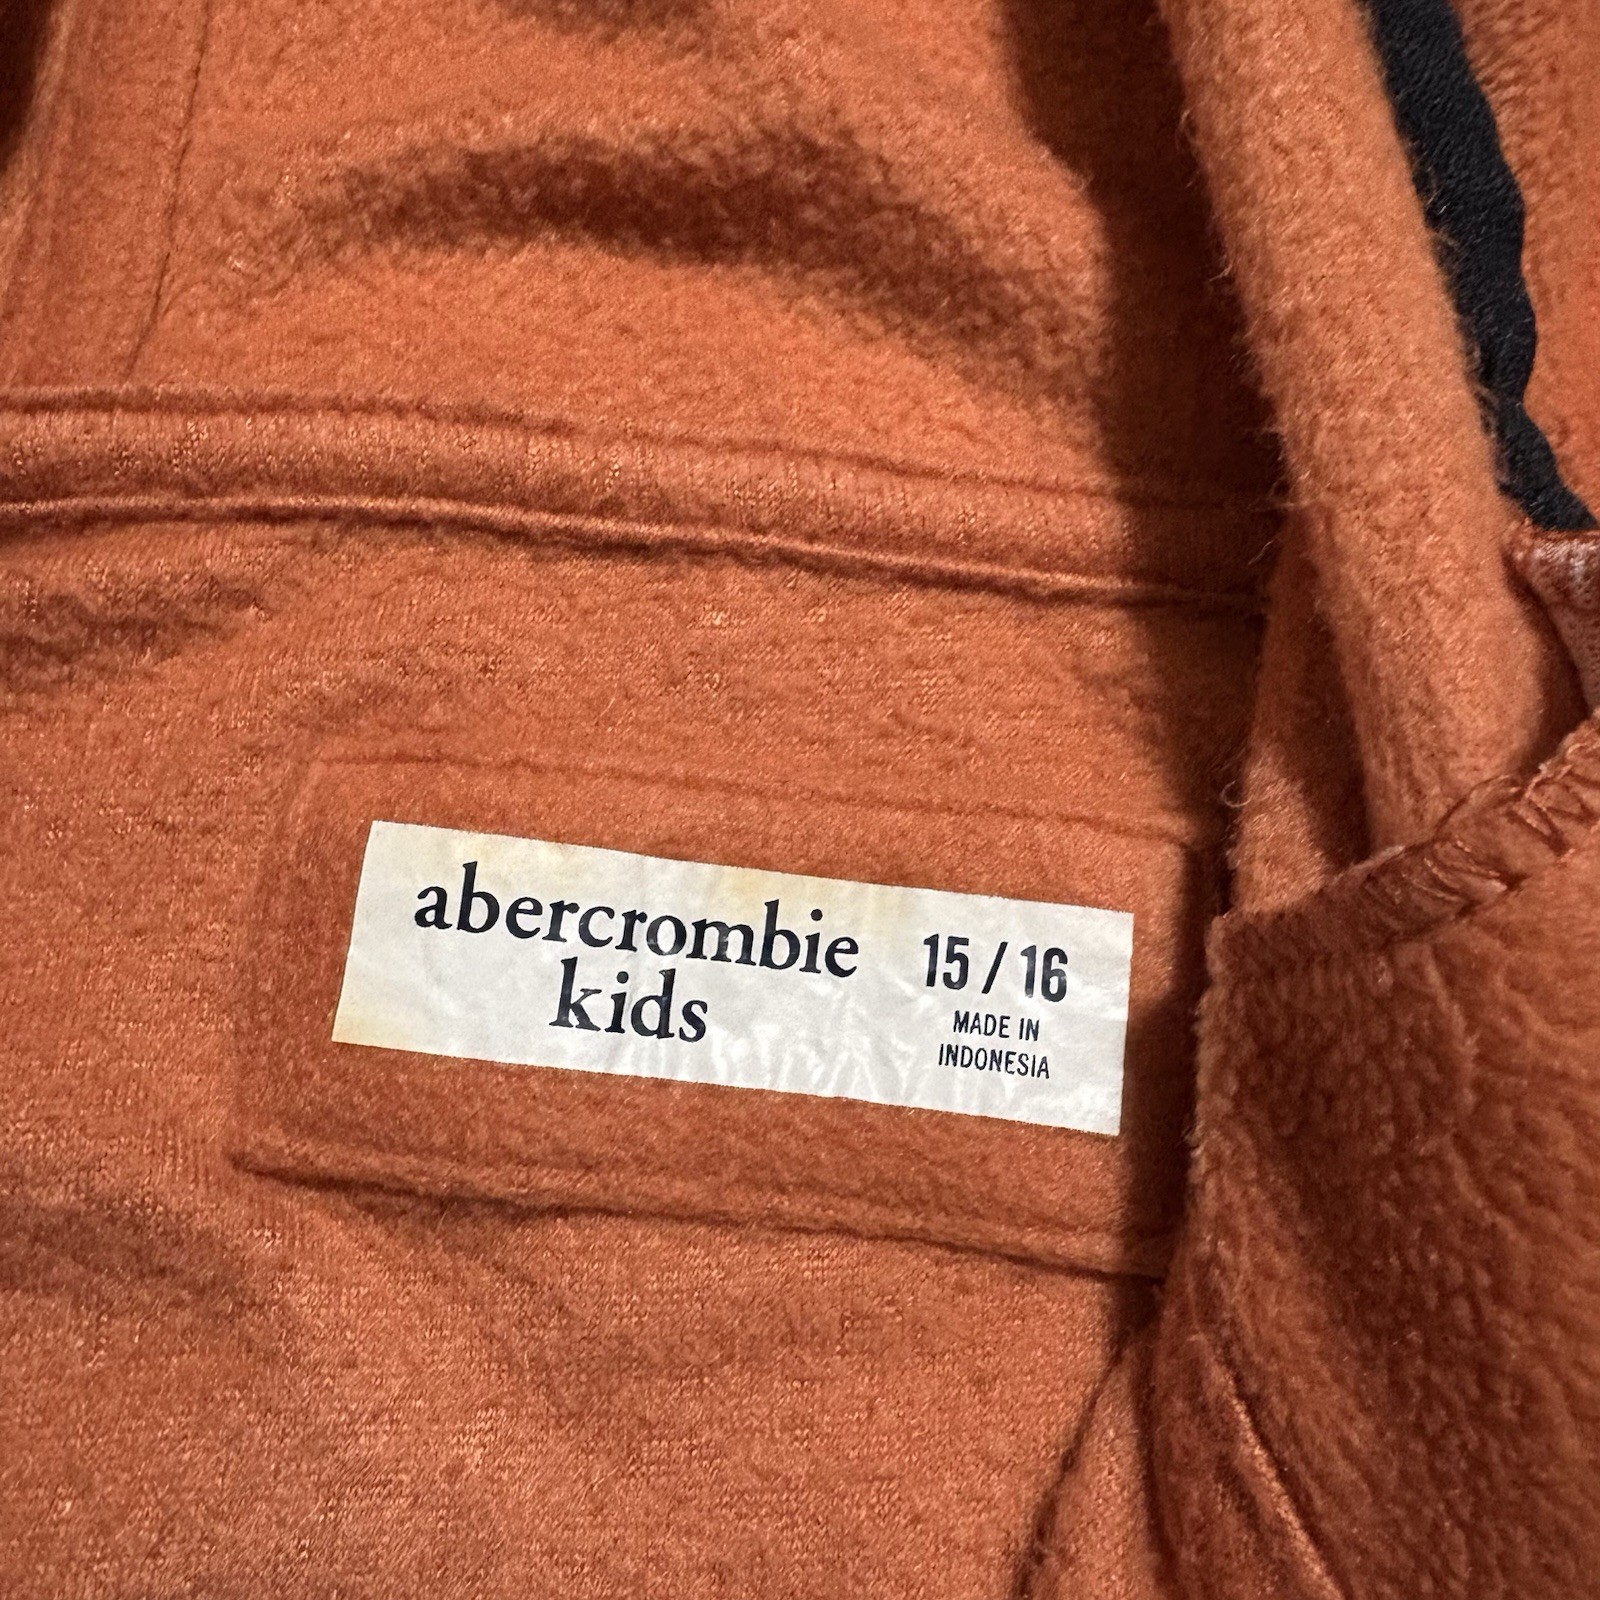 abercrombie
kids
15 / 16
MADE IN
INDONESIA